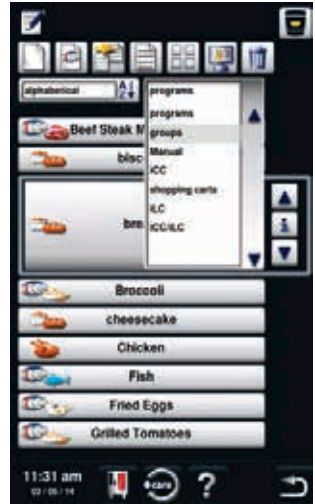 alphabetical
A
Z
programs
programs
groups
Manual
iCC
shopping carts
iLC
iCC/iLC
Beef Steak M
bisc
bre
i
Broccoli
cheesecake
Chicken
Fish
Fried Eggs
Grilled Tomatoes
11:31 am
care
?